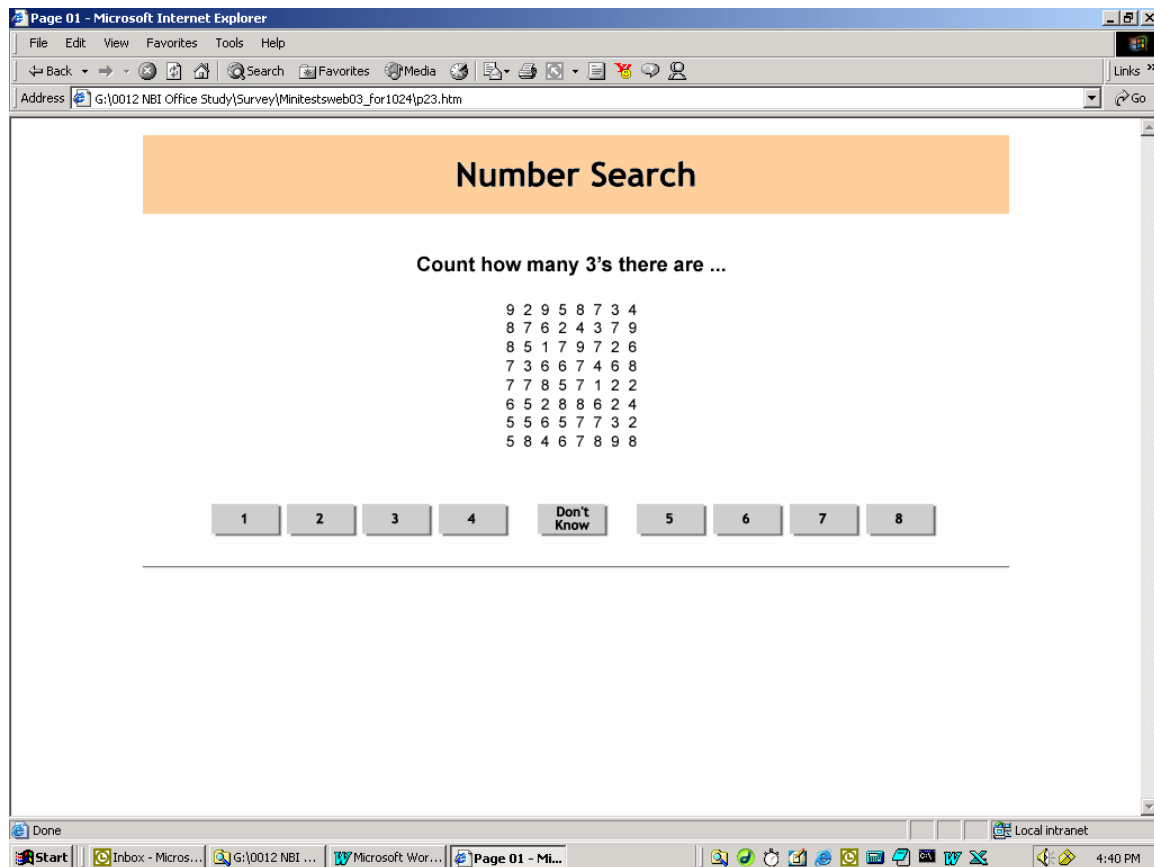 Page 01 - Microsoft Internet Explorer
File Edit View Favorites Tools Help
Back Search Favorites Media Links »
Address G:\0012 NBI Office Study\Survey\Minitestsweb03_for1024\p23.htm Go
Number Search
Count how many 3's there are ...
9 2 9 5 8 7 3 4
8 7 6 2 4 3 7 9
8 5 1 7 9 7 2 6
7 3 6 6 7 4 6 8
7 7 8 5 7 1 2 2
6 5 2 8 8 6 2 4
5 5 6 5 7 7 3 2
5 8 4 6 7 8 9 8
1 2 3 4 Don't Know 5 6 7 8
Done Local intranet
Start Inbox - Micros... G:\0012 NBI ... Microsoft Wor... Page 01 - Mi... 4:40 PM